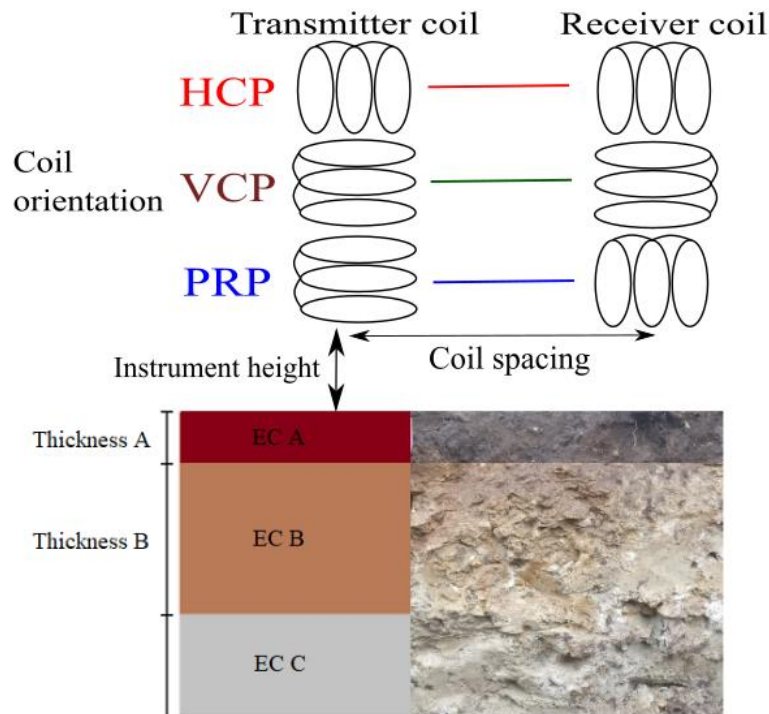 Transmitter coil
Receiver coil
HCP
Coil
orientation
VCP
PRP
Instrument height
Coil spacing
Thickness A
EC A
Thickness B
EC B
EC C